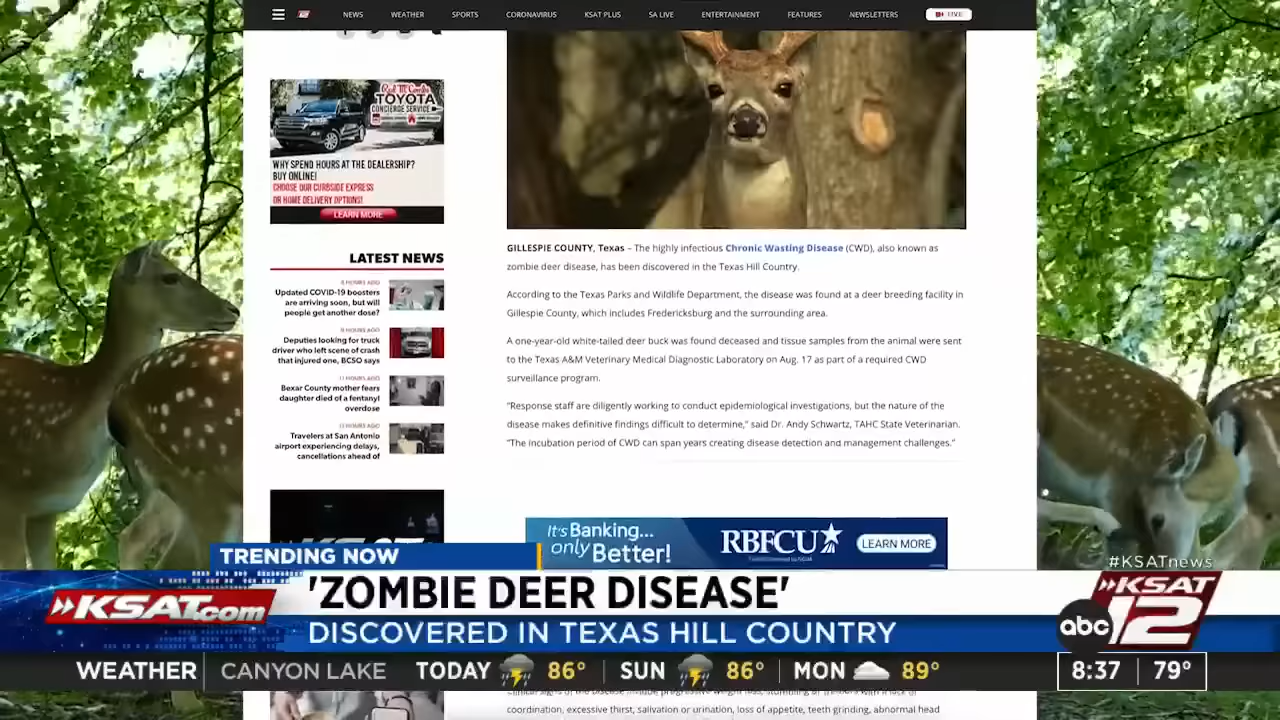 NEWS WEATHER SPORTS CORONAVIRUS KSAT PLUS SA LIVE ENTERTAINMENT FEATURES NEWSLETTERS LIVE
Red McCombs
TOYOTA
CONCIERGE SERVICE
WHY SPEND HOURS AT THE DEALERSHIP?
BUY ONLINE!
CHOOSE OUR CURBSIDE EXPRESS
OR HOME DELIVERY OPTIONS!
LEARN MORE
LATEST NEWS
Updated COVID-19 boosters
are arriving soon, but will
people get another dose?
Deputies looking for truck
driver who left scene of crash
that injured one, BCSO says
11 HOURS AGO
Bexar County mother fears
daughter died of a fentanyl
overdose
Travelers at San Antonio
airport experiencing delays,
cancellations ahead of
GILLESPIE COUNTY, Texas – The highly infectious Chronic Wasting Disease (CWD), also known as
zombie deer disease, has been discovered in the Texas Hill Country.
According to the Texas Parks and Wildlife Department, the disease was found at a deer breeding facility in
Gillespie County, which includes Fredericksburg and the surrounding area.
A one-year-old white-tailed deer buck was found deceased and tissue samples from the animal were sent
to the Texas A&M Veterinary Medical Diagnostic Laboratory on Aug. 17 as part of a required CWD
surveillance program.
"Response staff are diligently working to conduct epidemiological investigations, but the nature of the
disease makes definitive findings difficult to determine," said Dr. Andy Schwartz, TAHC State Veterinarian.
"The incubation period of CWD can span years creating disease detection and management challenges."
It's Banking...
only Better!
RBFCU
LEARN MORE
TRENDING NOW
#KSATnews
'ZOMBIE DEER DISEASE'
DISCOVERED IN TEXAS HILL COUNTRY
KSAT.com
abc
KSAT
12
WEATHER CANYON LAKE TODAY 86° SUN 86° MON 89° 8:37 79°
coordination, excessive thirst, salivation or urination, loss of appetite, teeth grinding, abnormal head